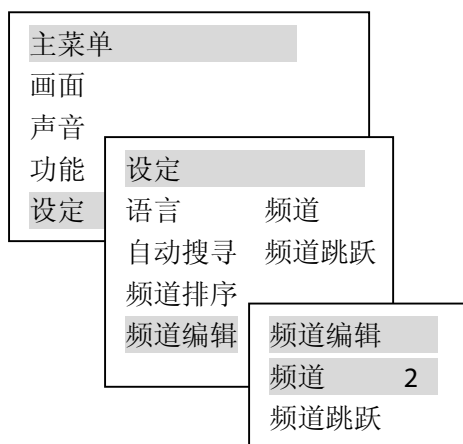 主菜单
画面
声音
功能
设定
设定
语言 频道
自动搜寻 频道跳跃
频道排序
频道编辑
频道编辑
频道 2
频道跳跃